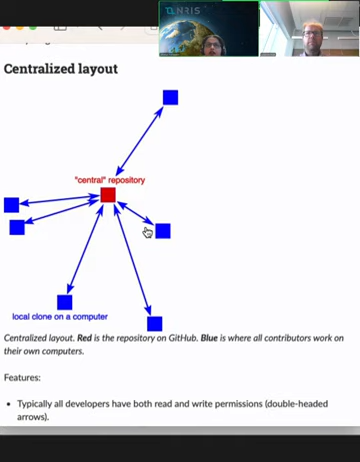 NRIS
Centralized layout
"central" repository
local clone on a computer
Centralized layout. Red is the repository on GitHub. Blue is where all contributors work on
their own computers.
Features:
Typically all developers have both read and write permissions (double-headed
arrows).